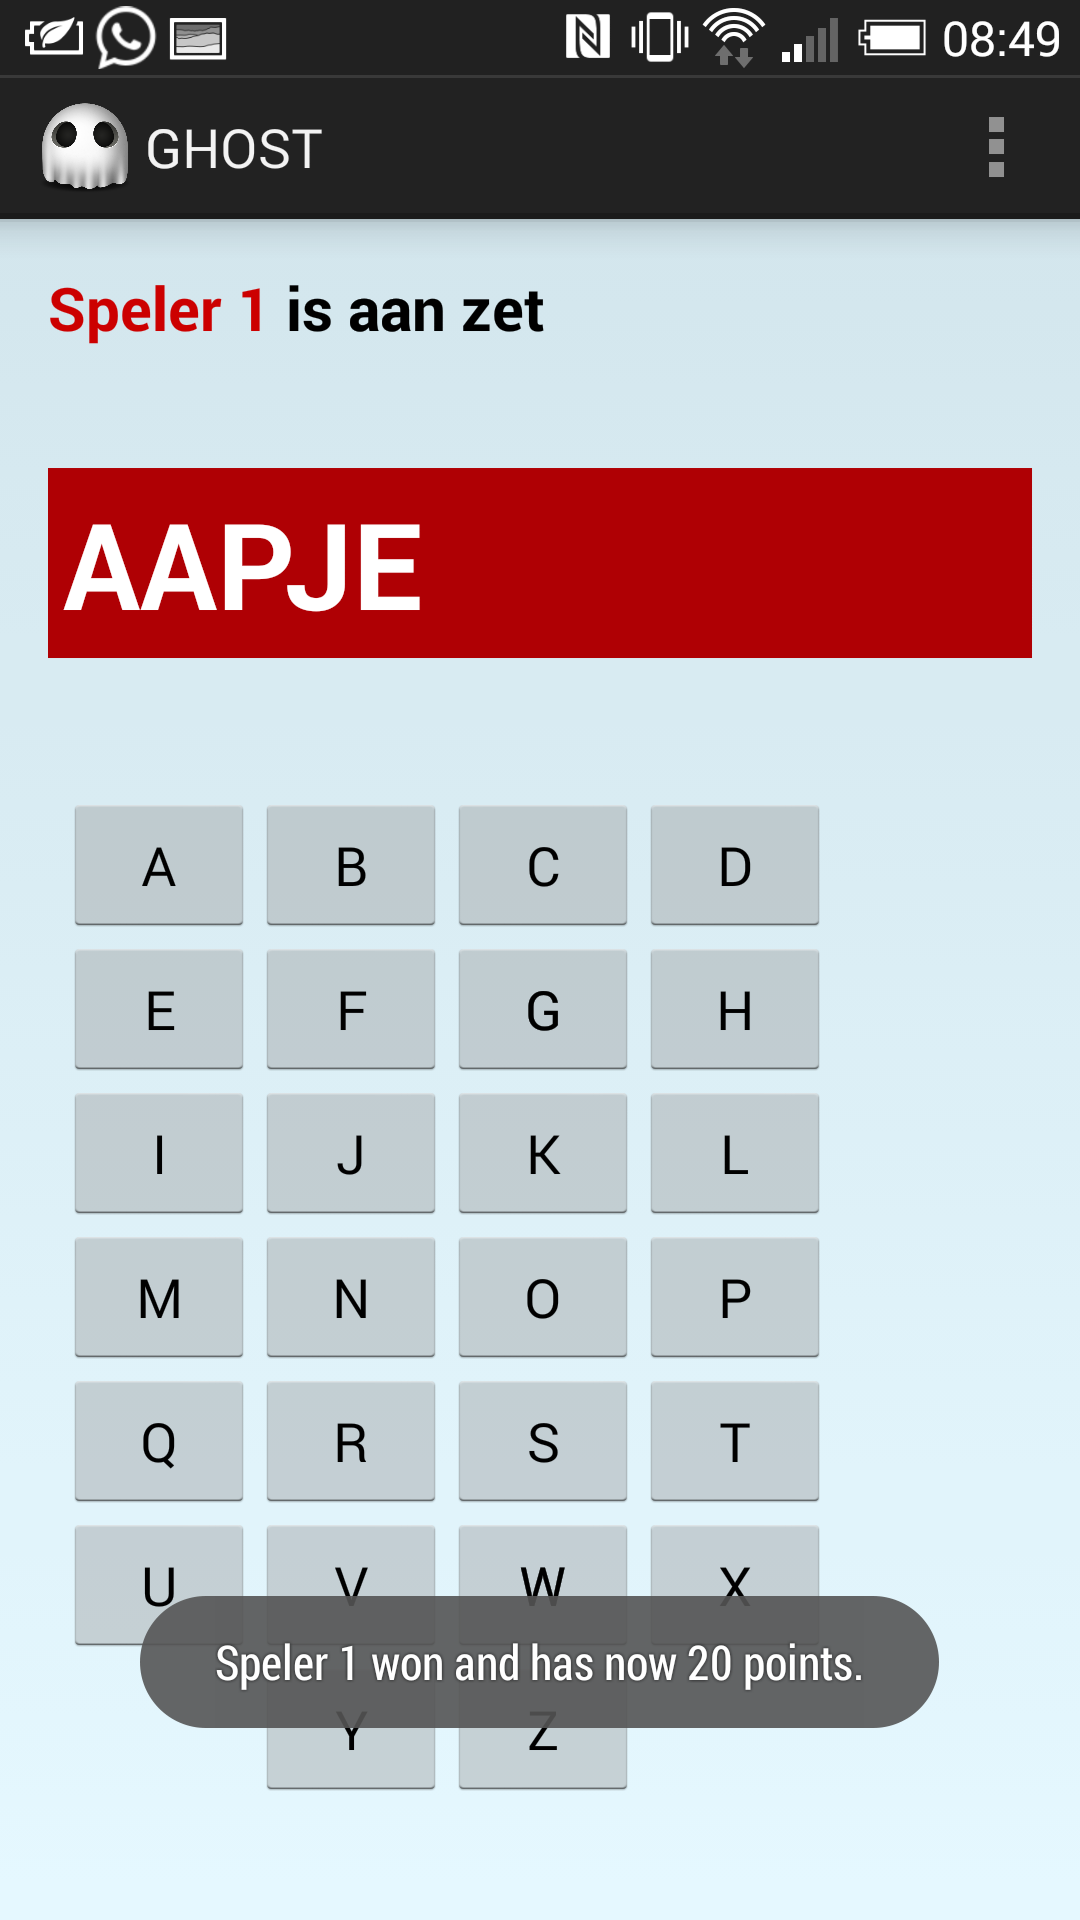 08:49
GHOST
Speler 1 is aan zet
AAPJE
A B C D
E F G H
I J K L
M N O P
Q R S T
U V W X
Speler 1 won and has now 20 points.
Y Z